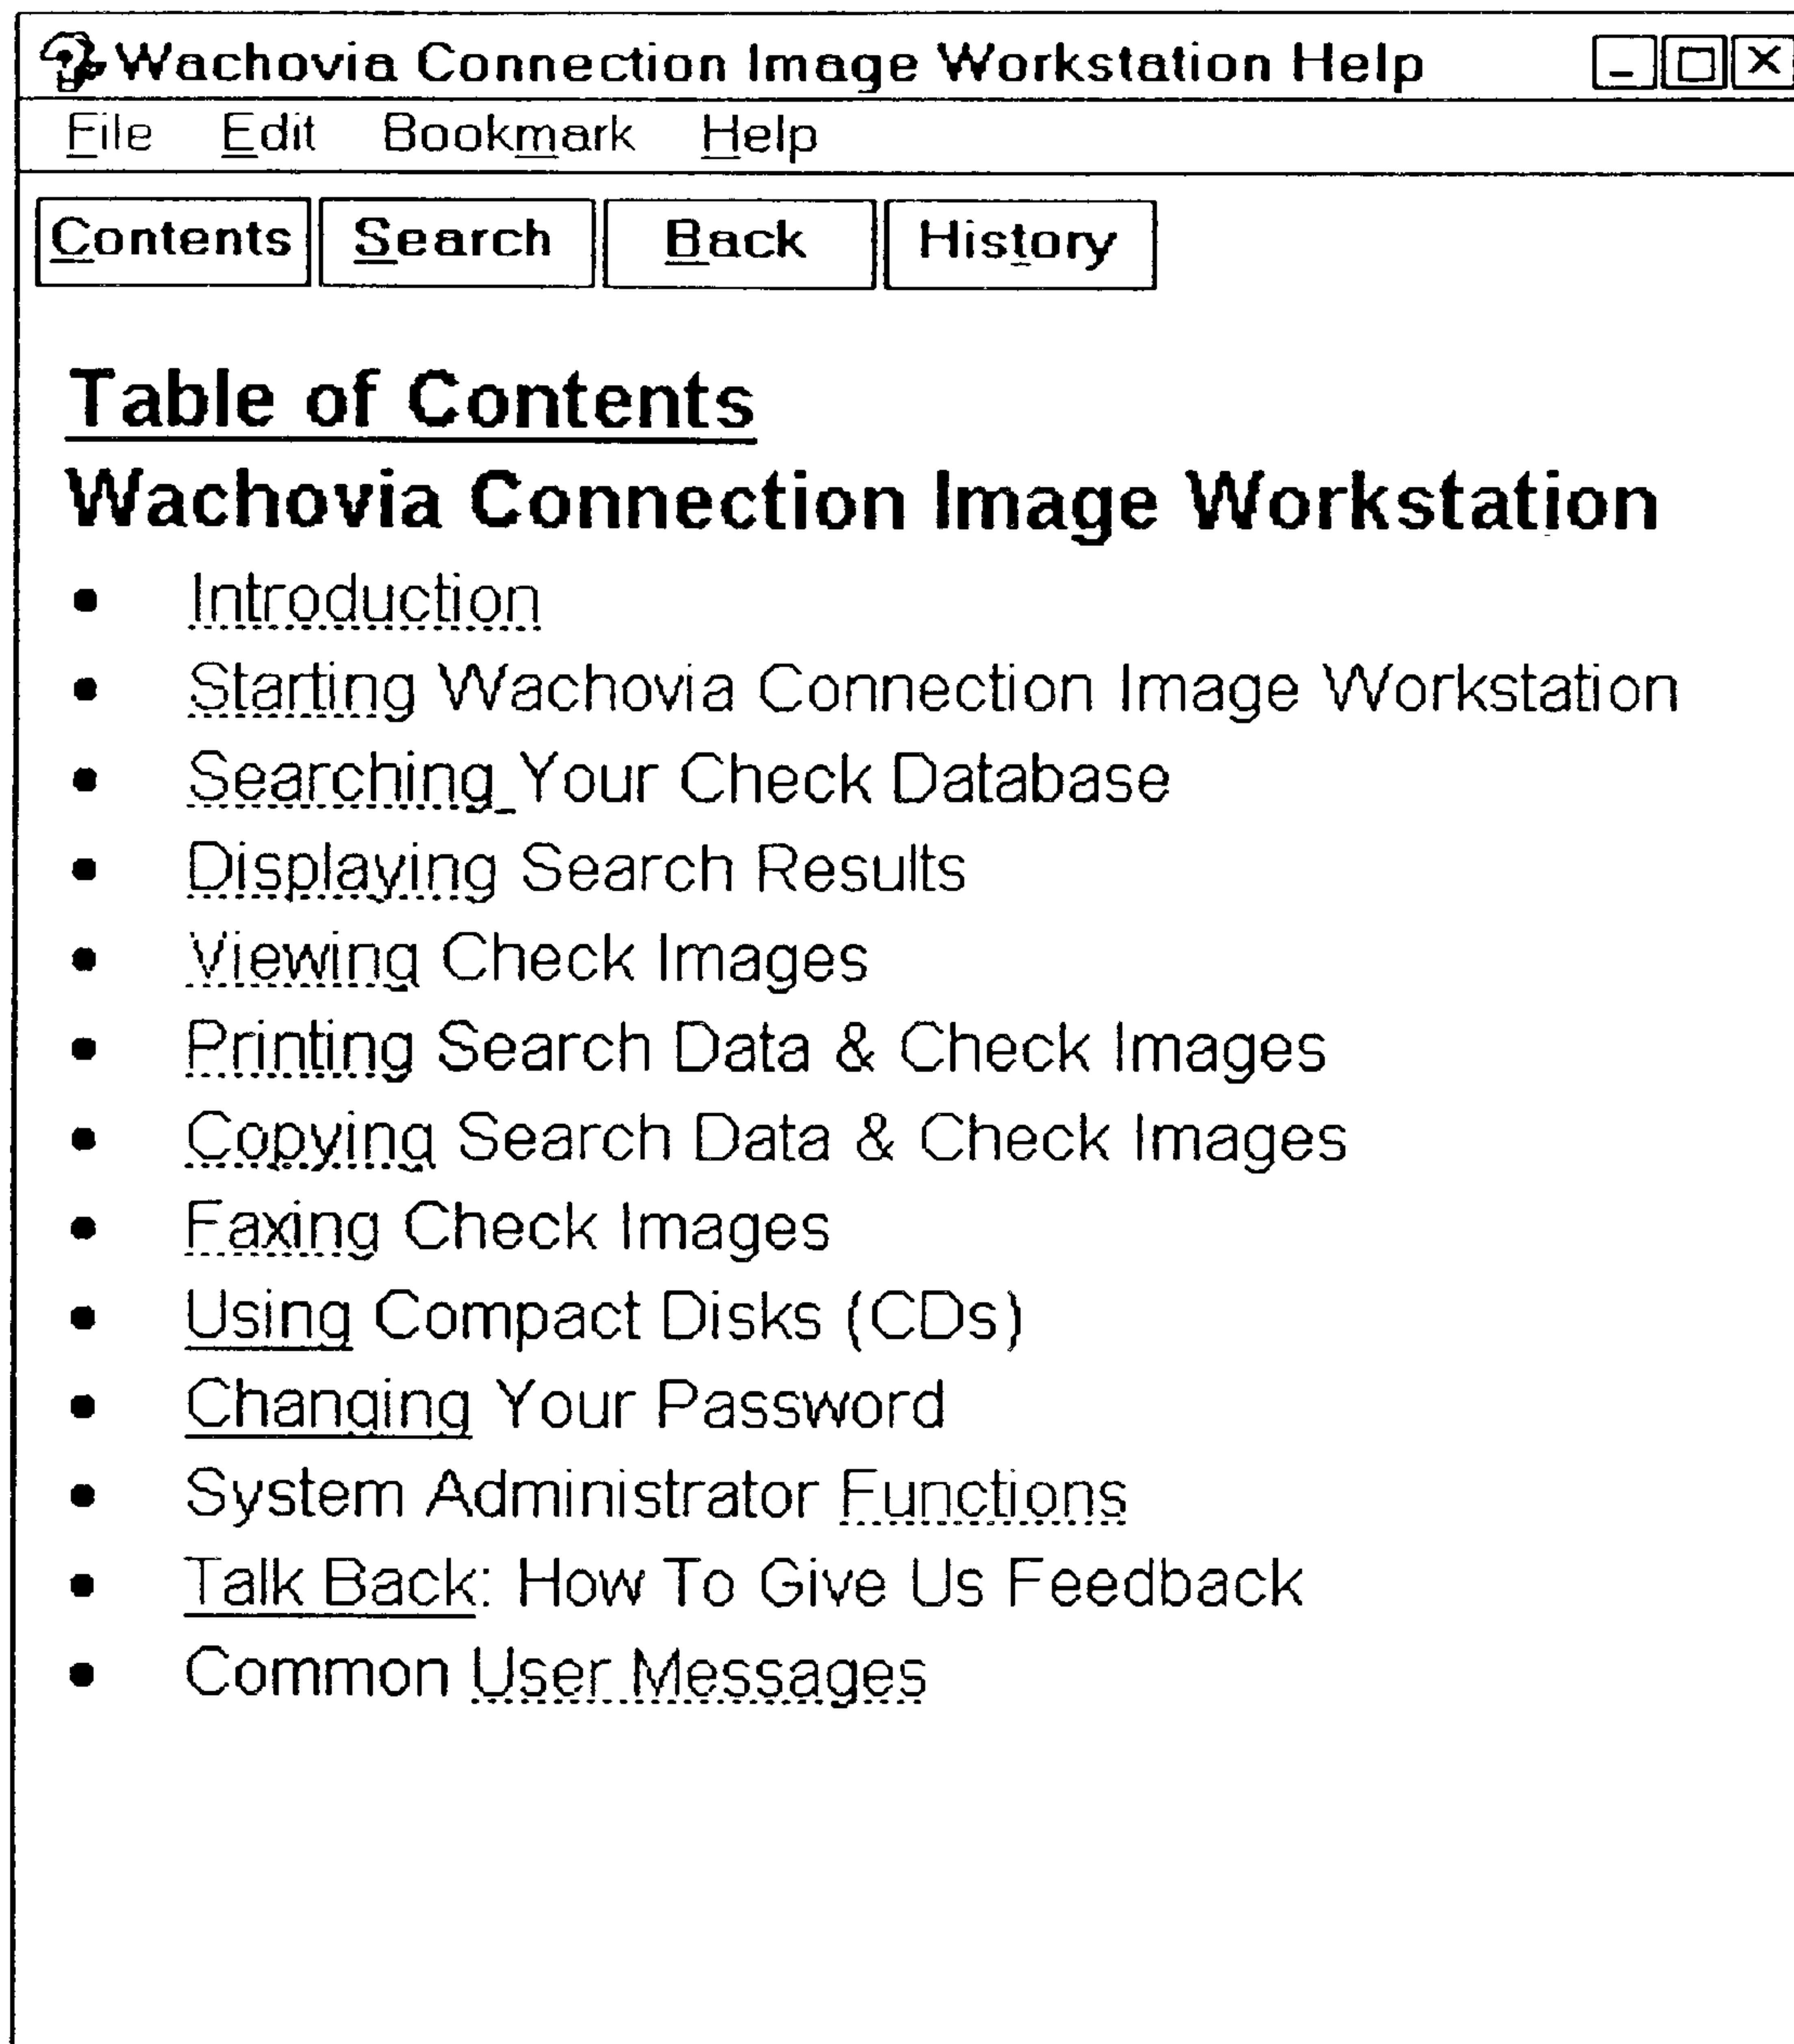 Wachovia Connection Image Workstation Help
File Edit Bookmark Help
Contents Search Back History
Table of Contents
Wachovia Connection Image Workstation
• Introduction
• Starting Wachovia Connection Image Workstation
• Searching Your Check Database
• Displaying Search Results
• Viewing Check Images
• Printing Search Data & Check Images
• Copying Search Data & Check Images
• Faxing Check Images
• Using Compact Disks (CDs)
• Changing Your Password
• System Administrator Functions
• Talk Back: How To Give Us Feedback
• Common User Messages